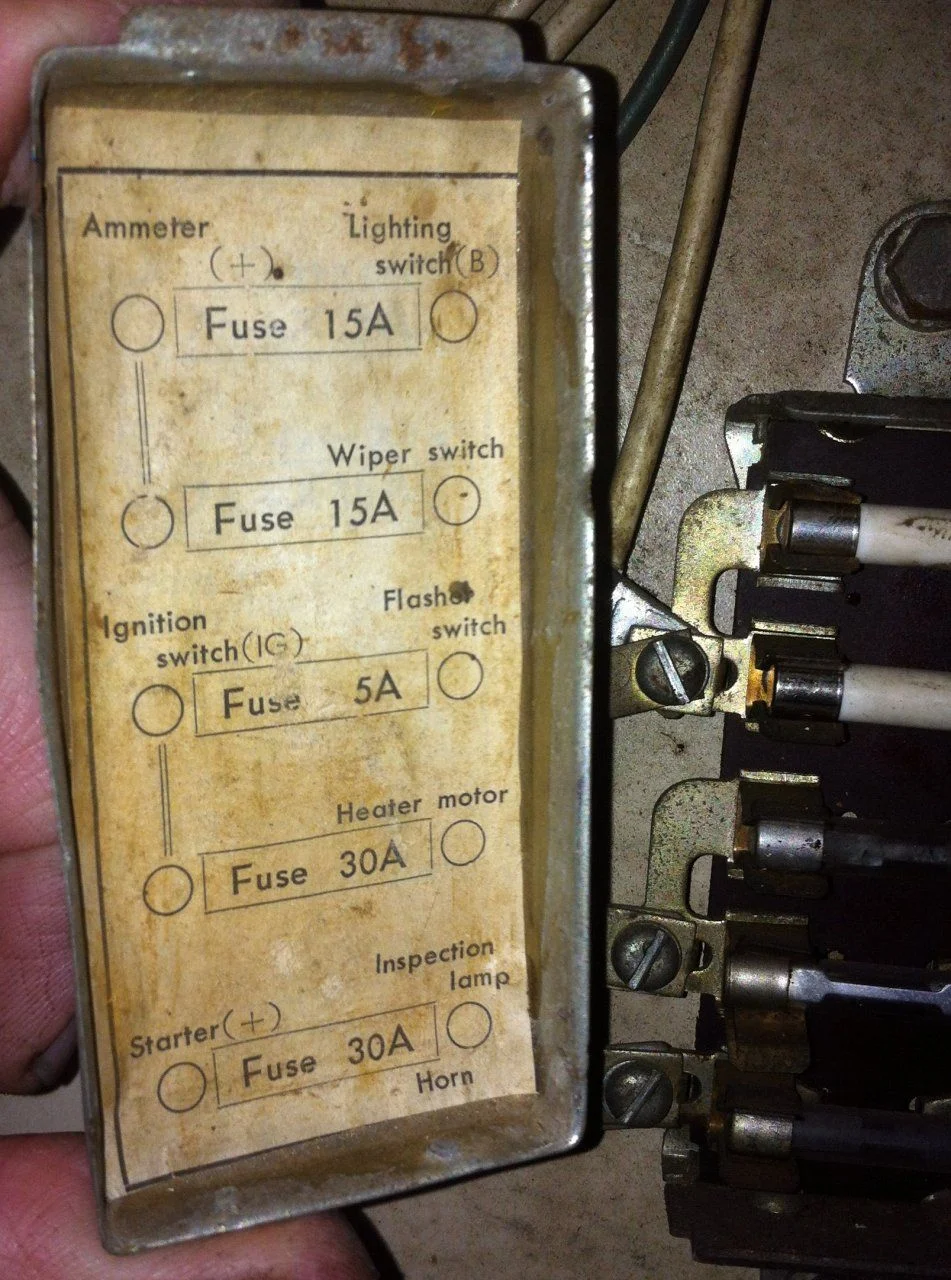 Ammeter (+)
Lighting switch(B)
Fuse 15A
Wiper switch
Fuse 15A
Ignition switch(IG)
Flasher switch
Fuse 5A
Heater motor
Fuse 30A
Inspection lamp
Starter(+)
Fuse 30A
Horn